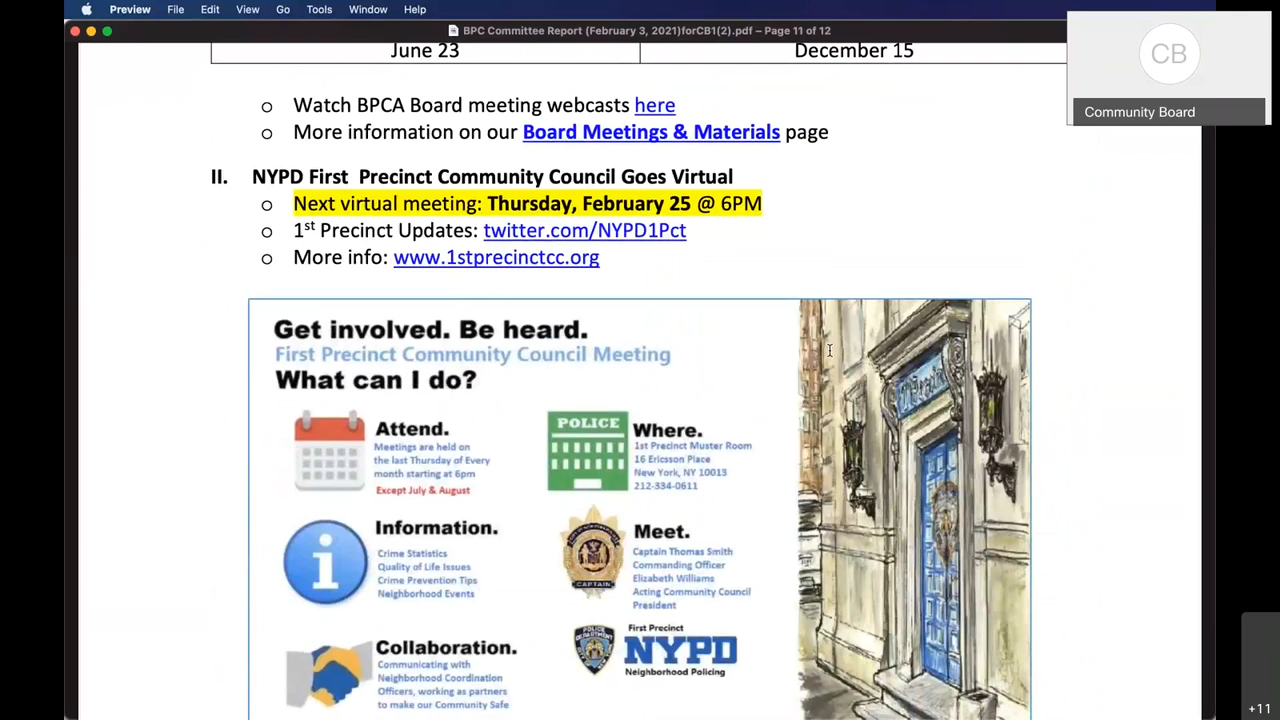 Preview File Edit View Go Tools Window Help
BPC Committee Report (February 3, 2021)forCB1(2).pdf – Page 11 of 12
CB
Community Board
June 23 December 15
o Watch BPCA Board meeting webcasts here
o More information on our Board Meetings & Materials page
II. NYPD First Precinct Community Council Goes Virtual
o Next virtual meeting: Thursday, February 25 @ 6PM
o 1st Precinct Updates: twitter.com/NYPD1Pct
o More info: www.1stprecinctcc.org
Get involved. Be heard.
First Precinct Community Council Meeting
What can I do?
Attend.
Meetings are held on
the last Thursday of Every
month starting at 6pm
Except July & August
POLICE
Where.
1st Precinct Muster Room
16 Ericsson Place
New York, NY 10013
212-334-0611
Information.
Crime Statistics
Quality of Life Issues
Crime Prevention Tips
Neighborhood Events
CAPTAIN
Meet.
Captain Thomas Smith
Commanding Officer
Elizabeth Williams
Acting Community Council
President
Collaboration.
Communicating with
Neighborhood Coordination
Officers, working as partners
to make our Community Safe
POLICE
DEPARTMENT
First Precinct
NYPD
Neighborhood Policing
+11